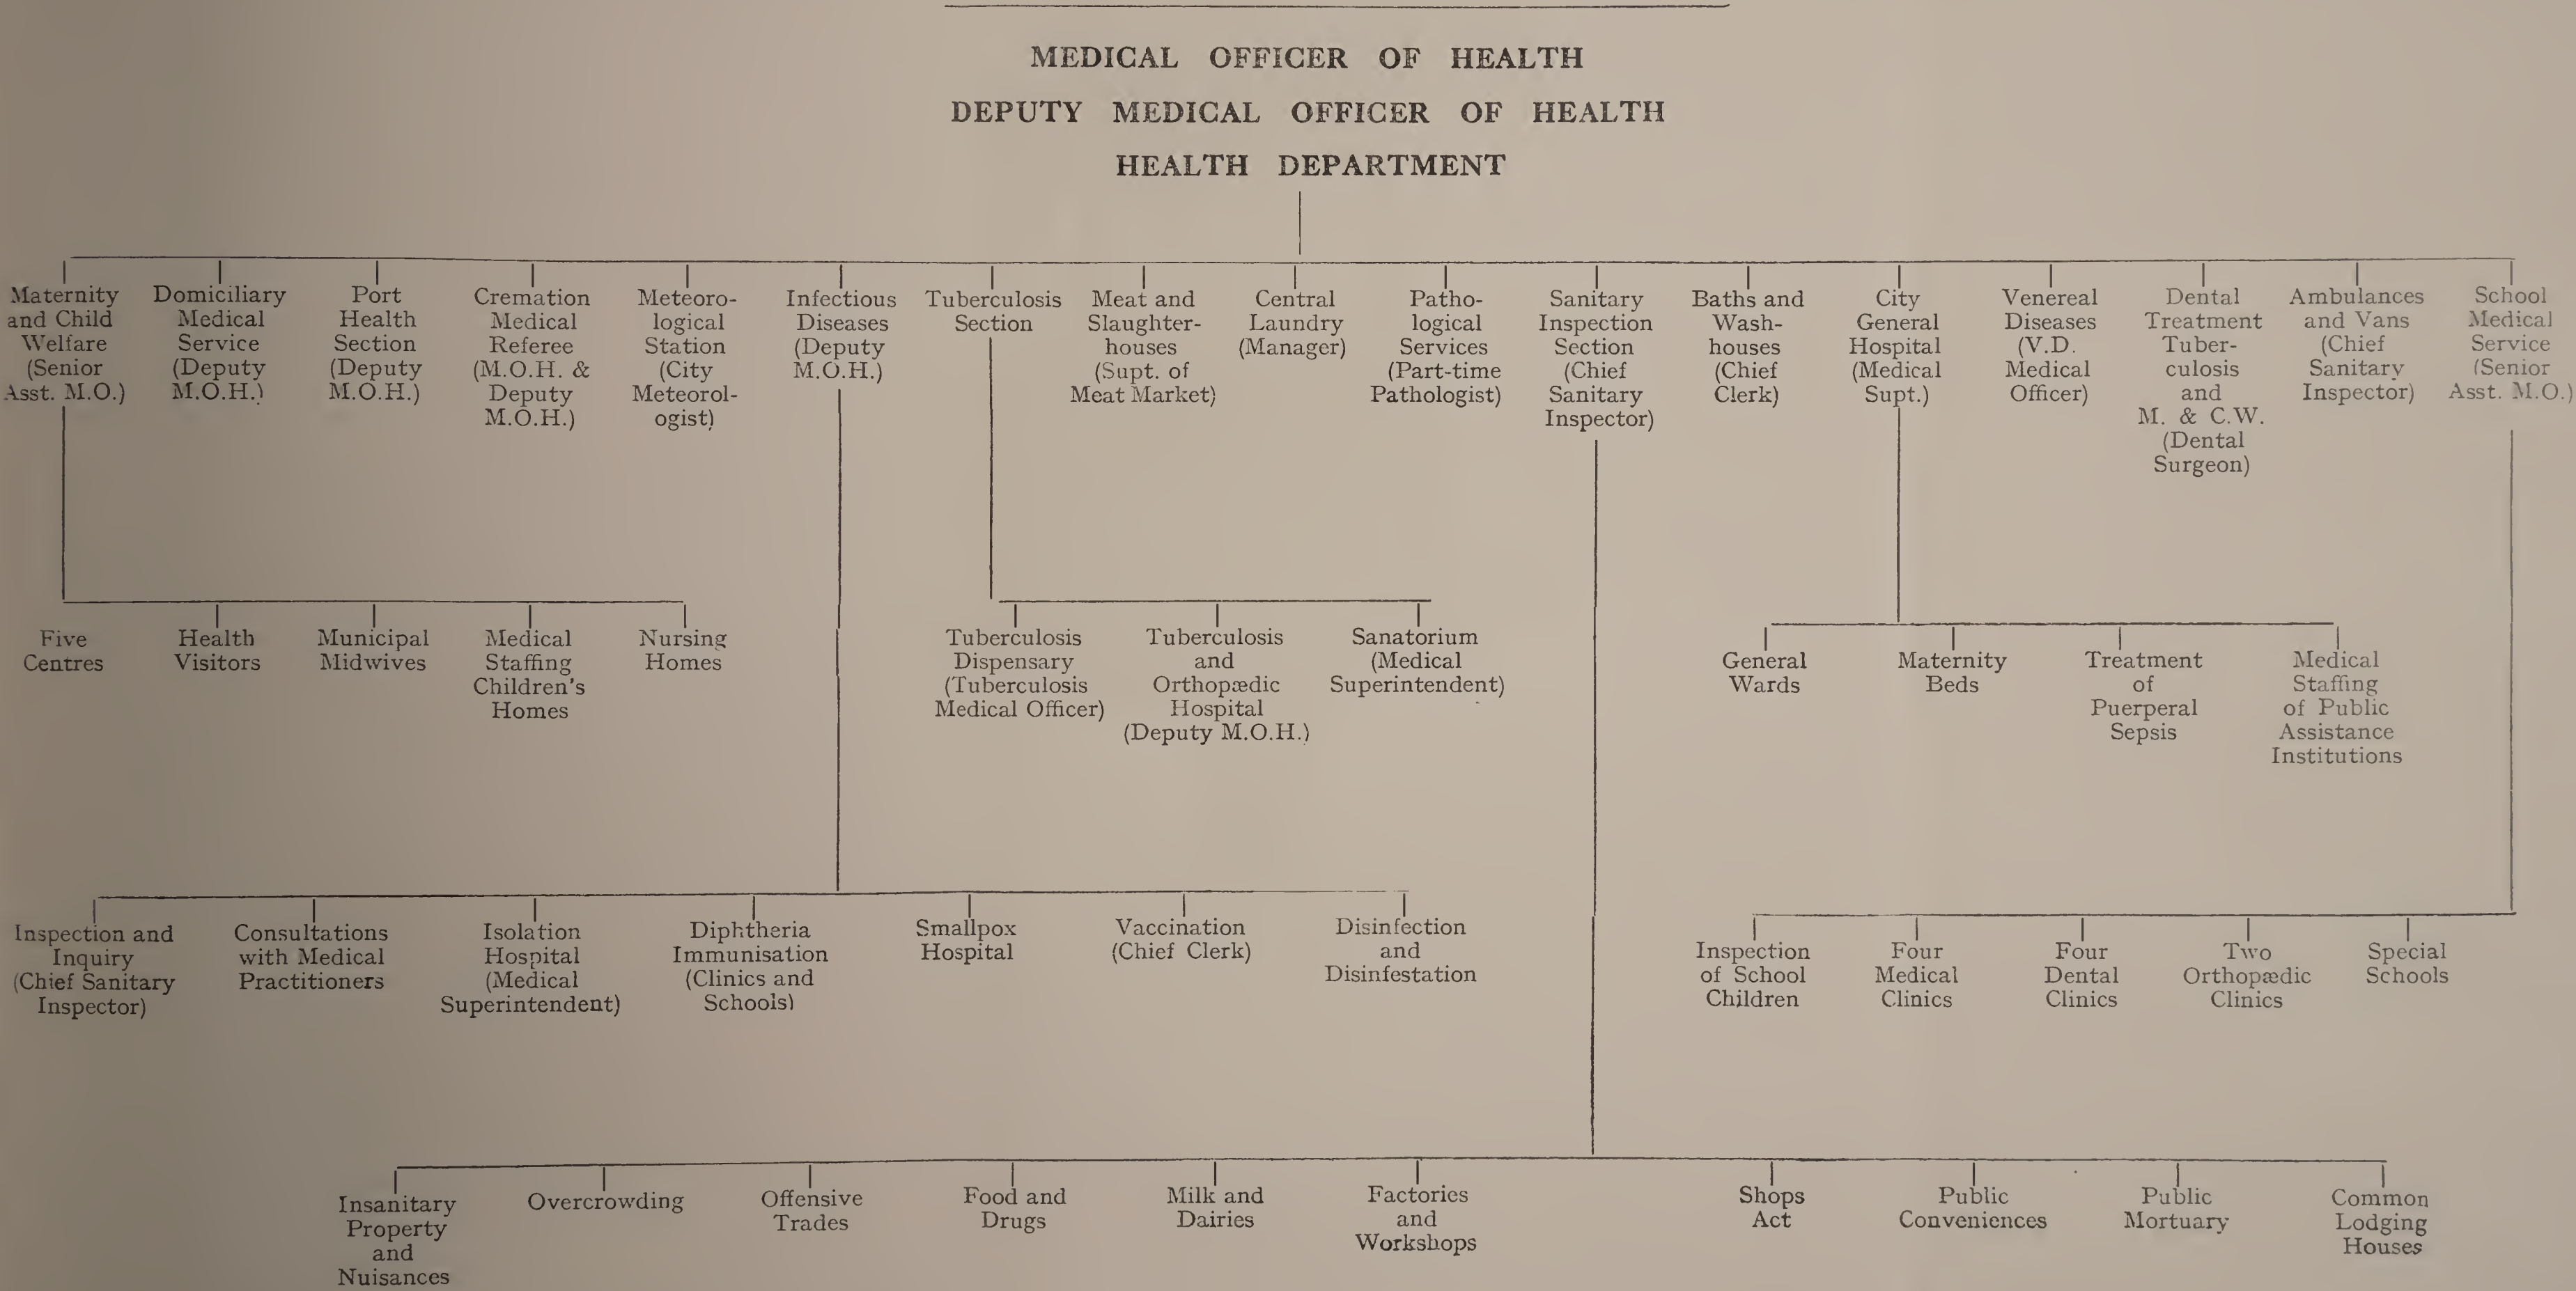 MEDICAL OFFICER OF HEALTH
DEPUTY MEDICAL OFFICER OF HEALTH
HEALTH DEPARTMENT
Maternity
and Child
Welfare
(Senior
Asst. M.O.)
Domiciliary
Medical
Service
(Deputy
M.O.H.)
Port
Health
Section
(Deputy
M.O.H.)
Cremation
Medical
Referee
(M.O.H. &
Deputy
M.O.H.)
Meteoro-
logical
Station
(City
Meteorol-
ogist)
Infectious
Diseases
(Deputy
M.O.H.)
Tuberculosis
Section
Meat and
Slaughter-
houses
(Supt. of
Meat Market)
Central
Laundry
(Manager)
Patho-
logical
Services
(Part-time
Pathologist)
Sanitary
Inspection
Section
(Chief
Sanitary
Inspector)
Baths and
Wash-
houses
(Chief
Clerk)
City
General
Hospital
(Medical
Supt.)
Venereal
Diseases
(V.D.
Medical
Officer)
Dental
Treatment
Tuber-
culosis
and
M. & C.W.
(Dental
Surgeon)
Ambulances
and Vans
(Chief
Sanitary
Inspector)
School
Medical
Service
(Senior
Asst. M.O.)
Five
Centres
Health
Visitors
Municipal
Midwives
Medical
Staffing
Children's
Homes
Nursing
Homes
Tuberculosis
Dispensary
(Tuberculosis
Medical Officer)
Tuberculosis
and
Orthopædic
Hospital
(Deputy M.O.H.)
Sanatorium
(Medical
Superintendent)
General
Wards
Maternity
Beds
Treatment
of
Puerperal
Sepsis
Medical
Staffing
of Public
Assistance
Institutions
Inspection and
Inquiry
(Chief Sanitary
Inspector)
Consultations
with Medical
Practitioners
Isolation
Hospital
(Medical
Superintendent)
Diphtheria
Immunisation
(Clinics and
Schools)
Smallpox
Hospital
Vaccination
(Chief Clerk)
Disinfection
and
Disinfestation
Inspection
of School
Children
Four
Medical
Clinics
Four
Dental
Clinics
Two
Orthopædic
Clinics
Special
Schools
Insanitary
Property
and
Nuisances
Overcrowding
Offensive
Trades
Food and
Drugs
Milk and
Dairies
Factories
and
Workshops
Shops
Act
Public
Conveniences
Public
Mortuary
Common
Lodging
Houses